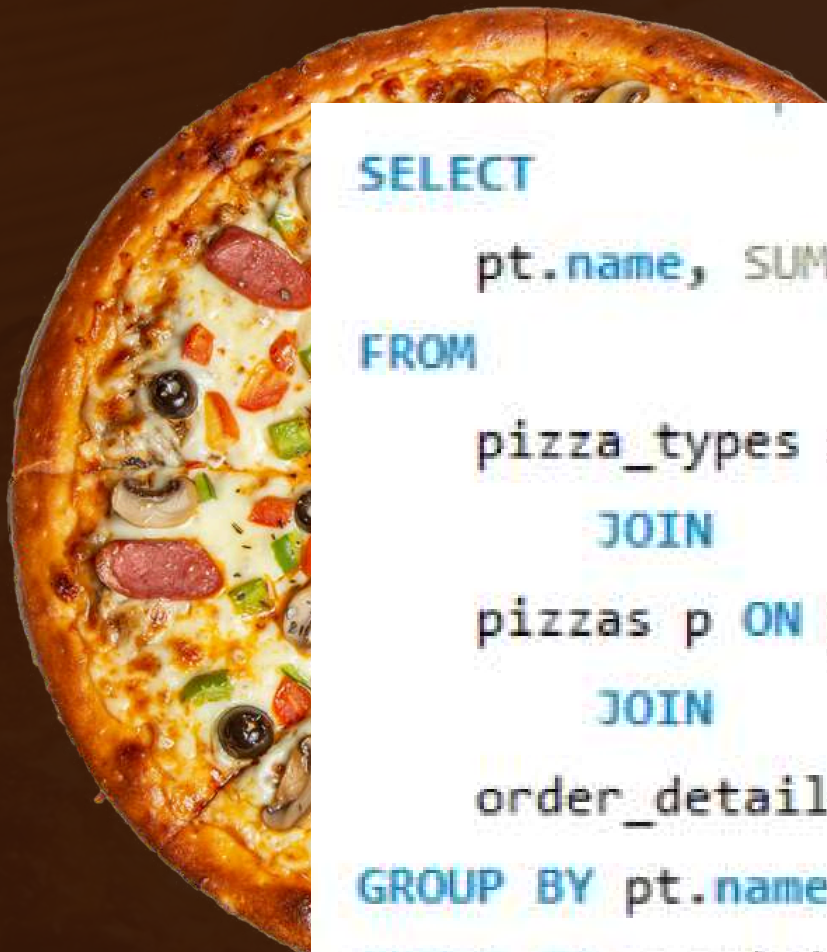 SELECT
pt.name, SUM
FROM
pizza_types
JOIN
pizzas p ON
JOIN
order_detail
GROUP BY pt.name